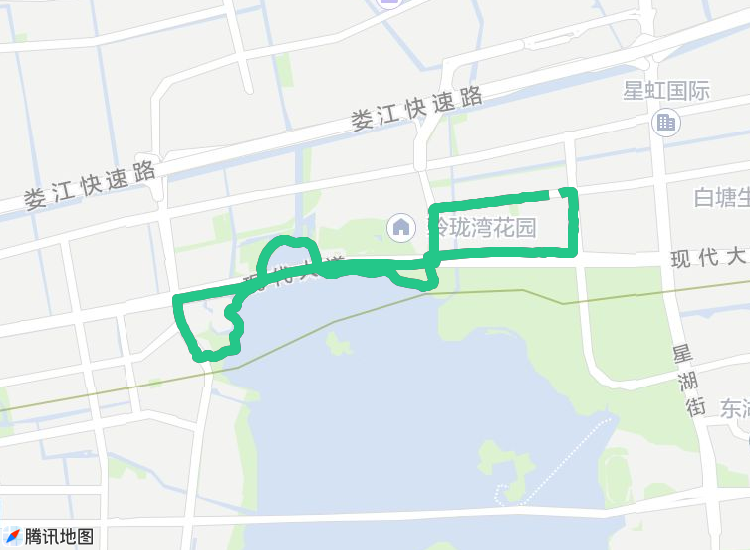 星虹国际
娄江快速路
娄江快速路
白塘生
玲珑湾花园
现代大道
现代大
星湖街
东湖
腾讯地图